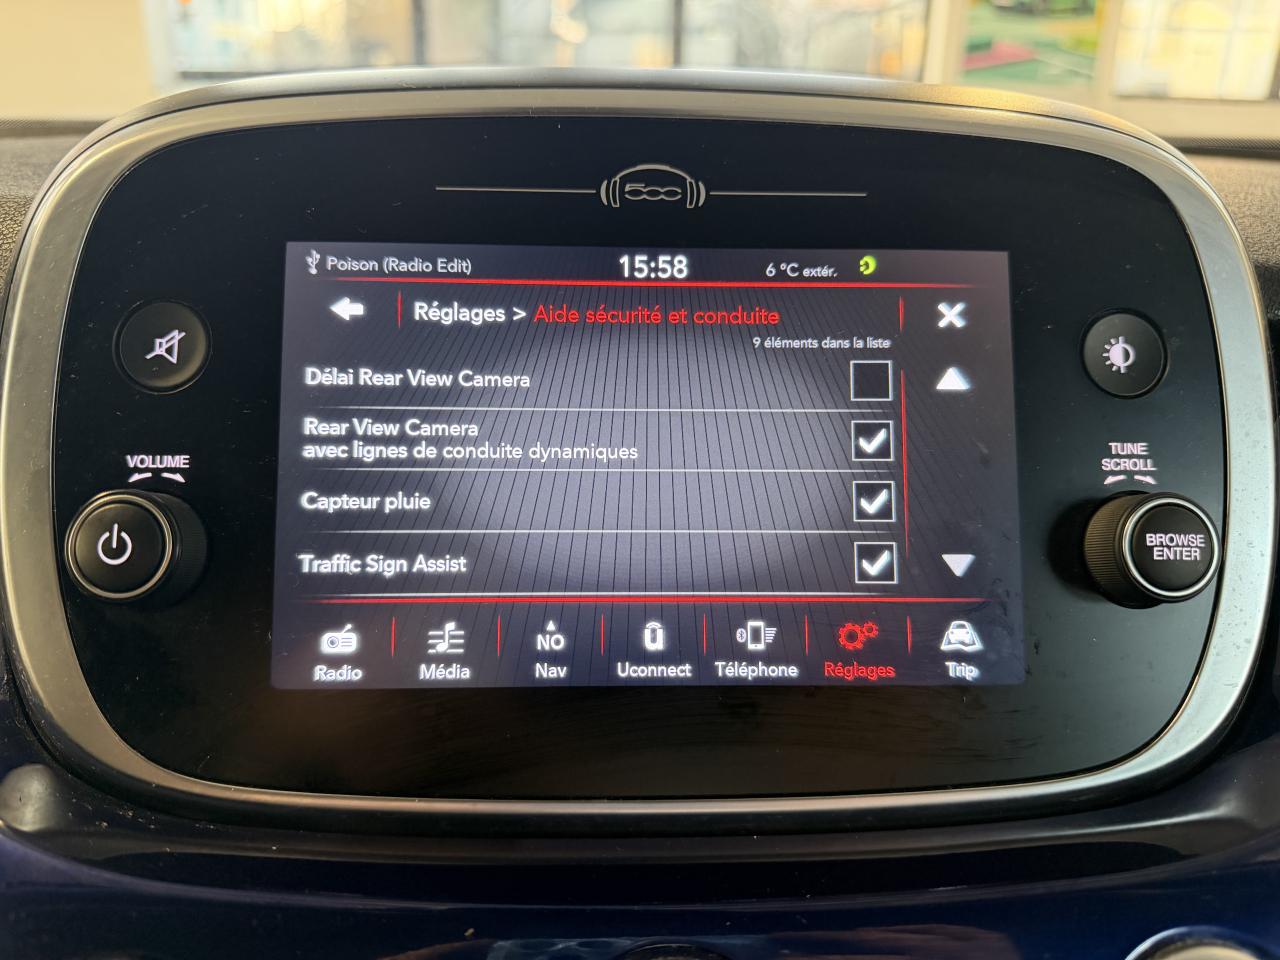 500
Poison (Radio Edit) 15:58 6 °C extér.
Réglages > Aide sécurité et conduite
9 éléments dans la liste
Délai Rear View Camera
Rear View Camera
avec lignes de conduite dynamiques
Capteur pluie
Traffic Sign Assist
NO
Radio Média Nav Uconnect Téléphone Réglages Trip
VOLUME
TUNE
SCROLL
BROWSE
ENTER